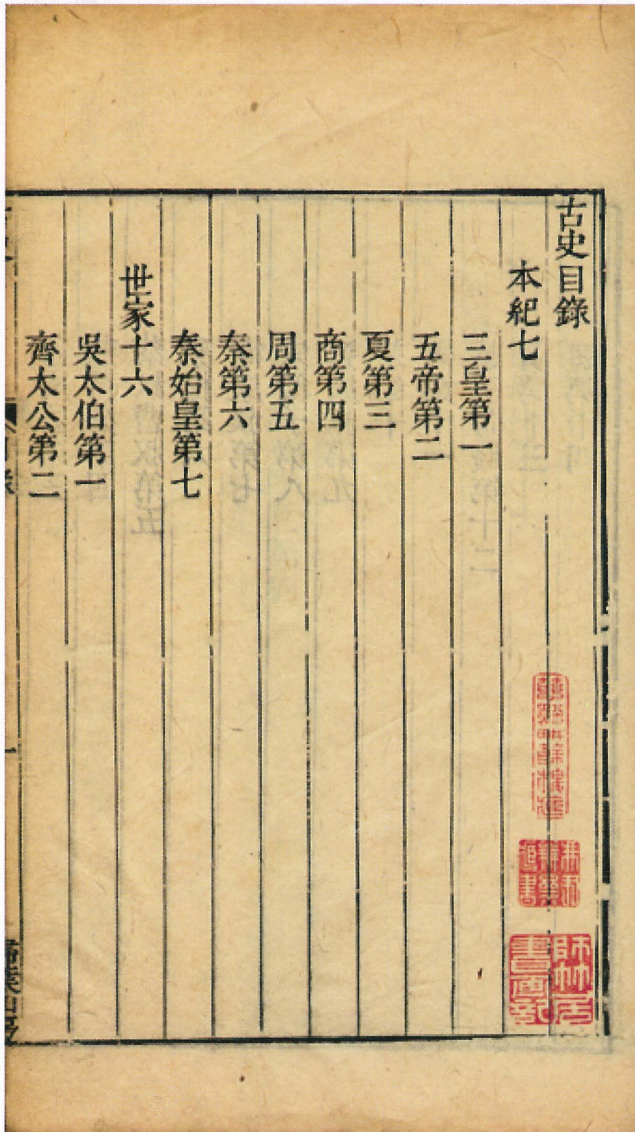 古史目錄
本紀七
三皇第一
五帝第二
夏第三
商第四
周第五
秦第六
秦始皇第七
世家十六
吳太伯第一
齊太公第二